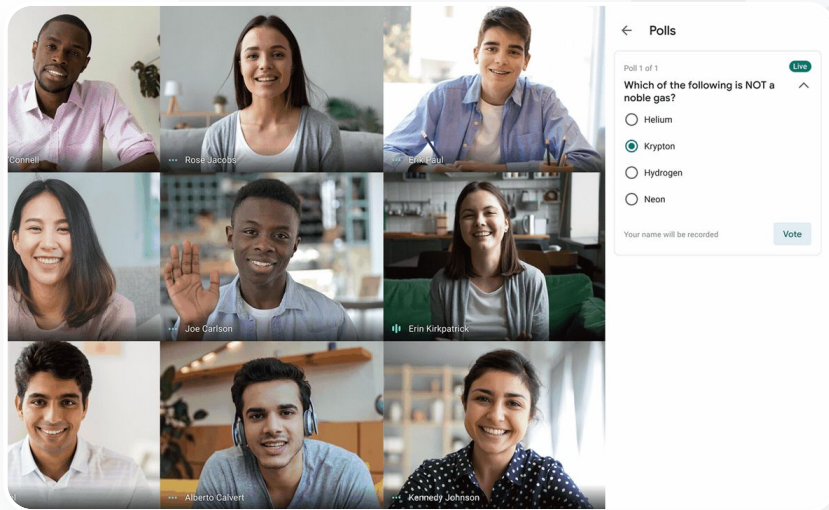 Polls
Poll 1 of 1
Live
Which of the following is NOT a
noble gas?
Helium
Krypton
Hydrogen
Neon
Your name will be recorded
Vote
Connell
Rose Jacobs
Erik Paul
Joe Carlson
Erin Kirkpatrick
Alberto Calvert
Kennedy Johnson